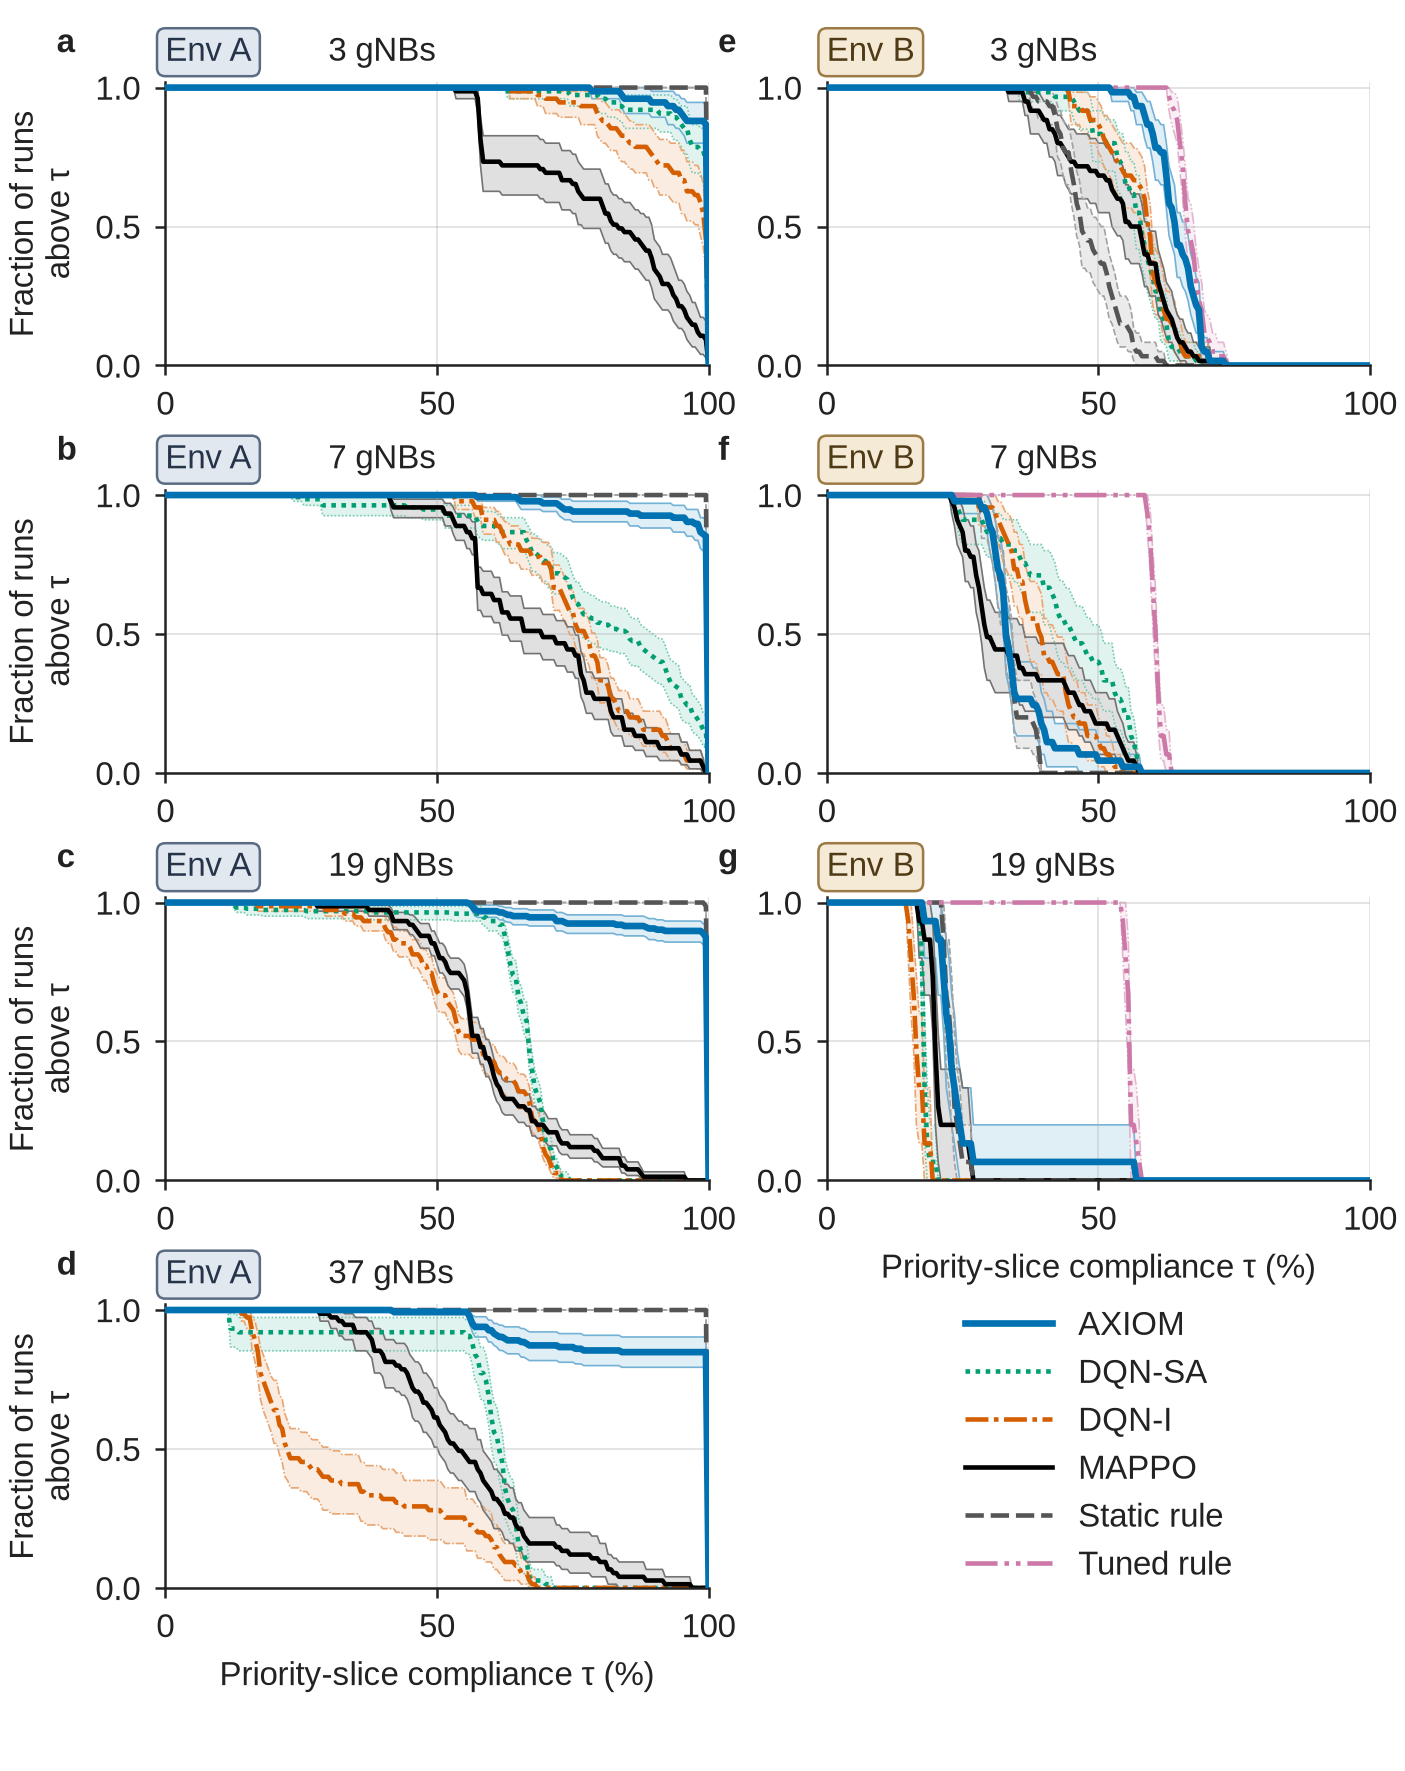 a Env A 3 gNBs
1.0
0.5
0.0
Fraction of runs
above τ
0 50 100
b Env A 7 gNBs
1.0
0.5
0.0
Fraction of runs
above τ
0 50 100
c Env A 19 gNBs
1.0
0.5
0.0
Fraction of runs
above τ
0 50 100
d Env A 37 gNBs
1.0
0.5
0.0
Fraction of runs
above τ
0 50 100
Priority-slice compliance τ (%)
e Env B 3 gNBs
1.0
0.5
0.0
0 50 100
f Env B 7 gNBs
1.0
0.5
0.0
0 50 100
g Env B 19 gNBs
1.0
0.5
0.0
0 50 100
Priority-slice compliance τ (%)
AXIOM
DQN-SA
DQN-I
MAPPO
Static rule
Tuned rule